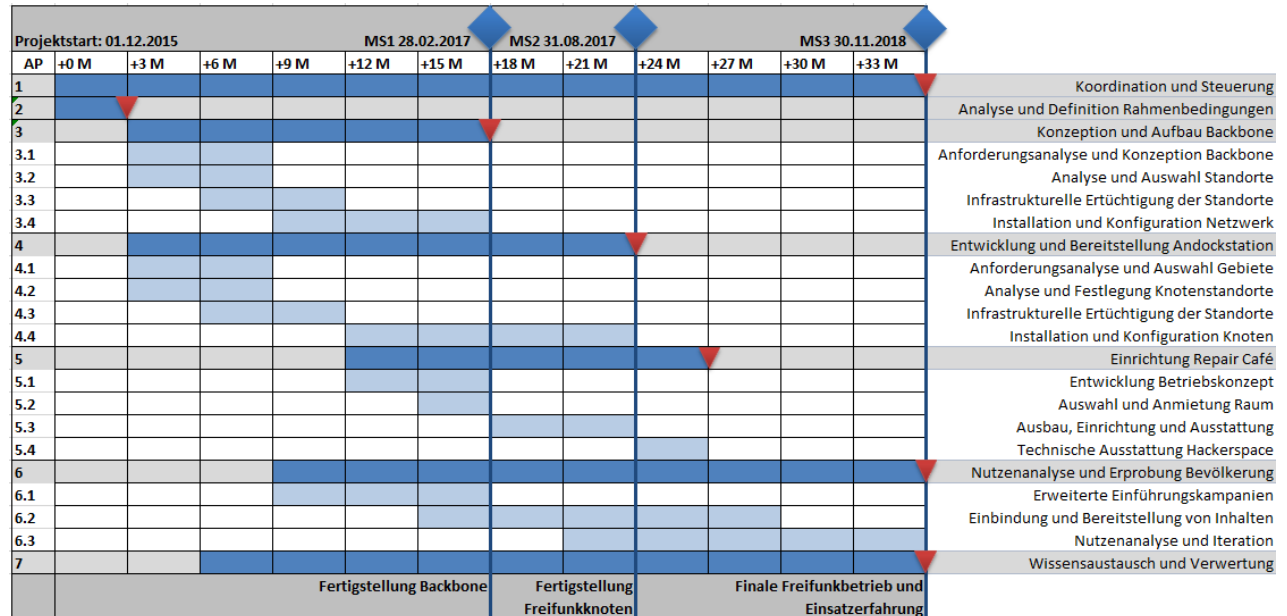 Projektstart: 01.12.2015 MS1 28.02.2017 MS2 31.08.2017 MS3 30.11.2018
AP +0 M +3 M +6 M +9 M +12 M +15 M +18 M +21 M +24 M +27 M +30 M +33 M
1 Koordination und Steuerung
2 Analyse und Definition Rahmenbedingungen
3 Konzeption und Aufbau Backbone
3.1 Anforderungsanalyse und Konzeption Backbone
3.2 Analyse und Auswahl Standorte
3.3 Infrastrukturelle Ertüchtigung der Standorte
3.4 Installation und Konfiguration Netzwerk
4 Entwicklung und Bereitstellung Andockstation
4.1 Anforderungsanalyse und Auswahl Gebiete
4.2 Analyse und Festlegung Knotenstandorte
4.3 Infrastrukturelle Ertüchtigung der Standorte
4.4 Installation und Konfiguration Knoten
5 Einrichtung Repair Café
5.1 Entwicklung Betriebskonzept
5.2 Auswahl und Anmietung Raum
5.3 Ausbau, Einrichtung und Ausstattung
5.4 Technische Ausstattung Hackerspace
6 Nutzenanalyse und Erprobung Bevölkerung
6.1 Erweiterte Einführungskampanien
6.2 Einbindung und Bereitstellung von Inhalten
6.3 Nutzenanalyse und Iteration
7 Wissensaustausch und Verwertung
Fertigstellung Backbone Fertigstellung Finale Freifunkbetrieb und
Freifunkknoten Einsatzerfahrung